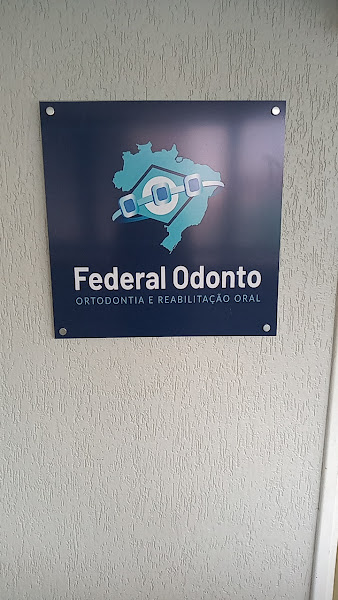 Federal Odonto
ORTODONTIA E REABILITAÇÃO ORAL